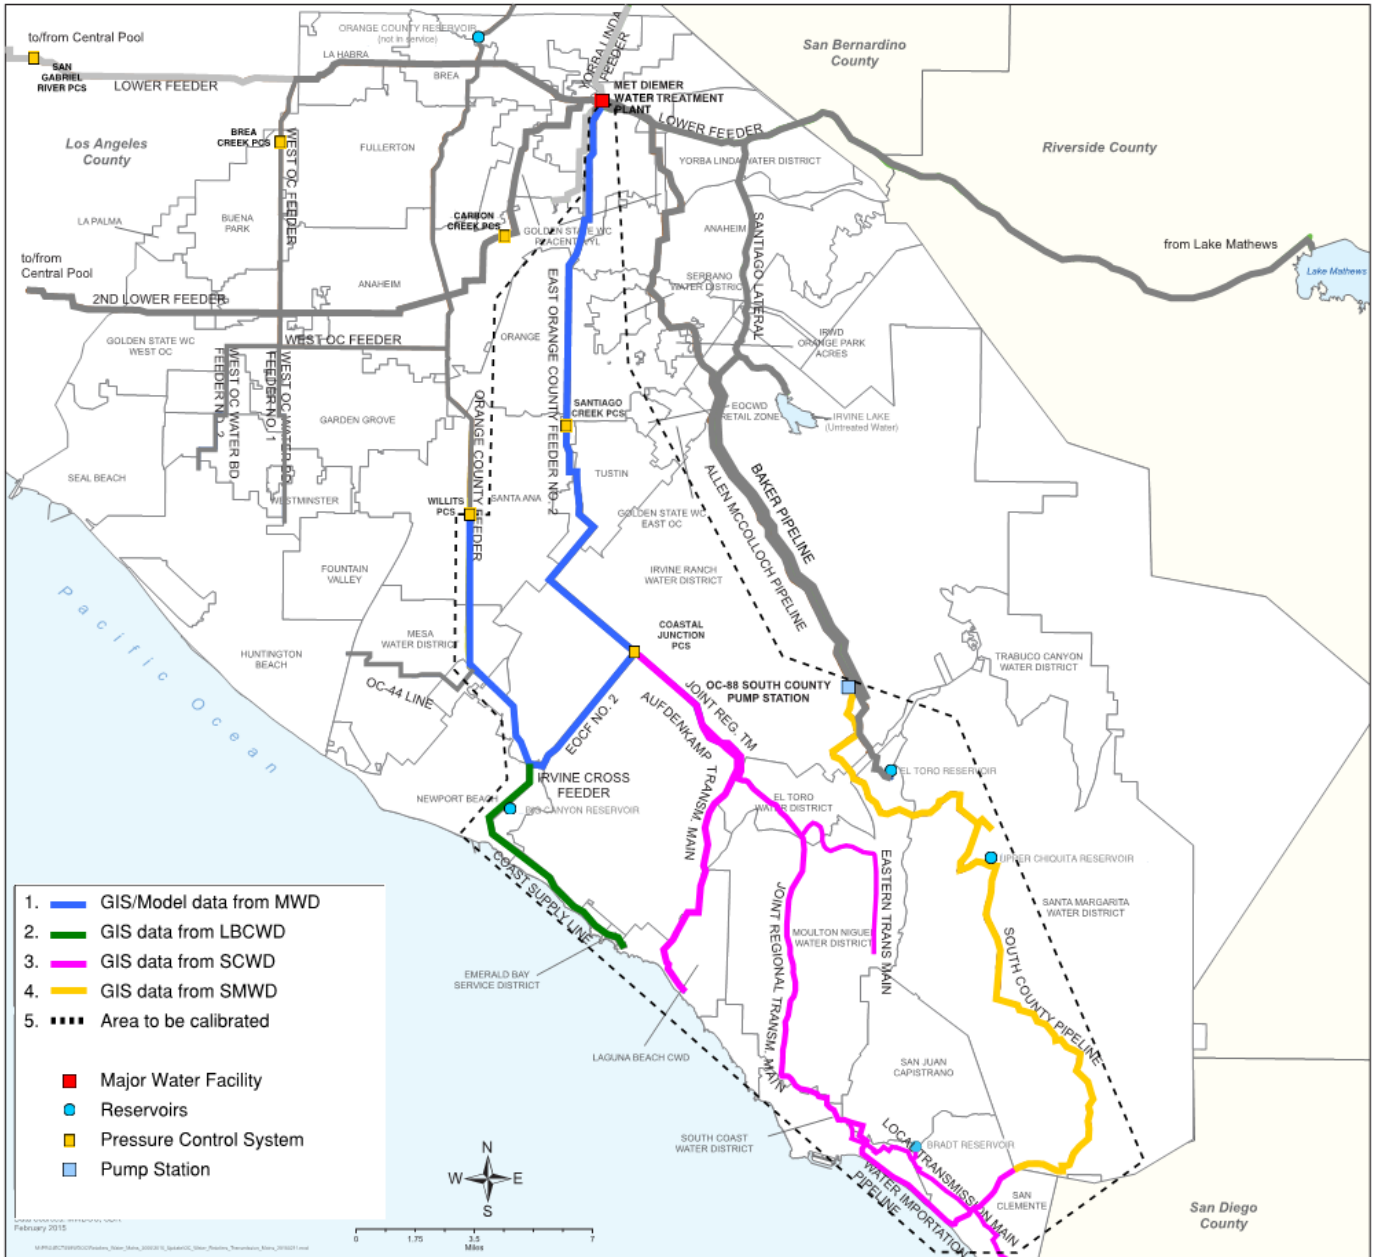 to/from Central Pool
SAN
GABRIEL
RIVER PCS
LOWER FEEDER
ORANGE COUNTY RESERVOIR
(not in service)
LA HABRA
BREA
YORBA LINDA
FEEDER
MET DIEMER
WATER TREATMENT
PLANT
LOWER FEEDER
San Bernardino
County
Riverside County
Los Angeles
County
BREA
CREEK PCS
WEST OC FEEDER
FULLERTON
YORBA LINDA WATER DISTRICT
LA PALMA
BUENA
PARK
CARBON
CREEK PCS
GOLDEN STATE WC
ANAHEIM
SANTIAGO LATERAL
from Lake Mathews
Lake Mathews
to/from
Central Pool
2ND LOWER FEEDER
ANAHEIM
SERRANO
WATER DISTRICT
EAST ORANGE COUNTY FEEDER NO. 2
ORANGE
GOLDEN STATE WC
WEST OC
WEST OC FEEDER
IRWD
ORANGE PARK
ACRES
WEST OC WATER BD.
FEEDER NO. 2
WEST OC WATER BD.
FEEDER NO. 1
GARDEN GROVE
ORANGE COUNTY FEEDER
SANTIAGO
CREEK PCS
EOCWD
RETAIL ZONE
IRVINE LAKE
(Untreated Water)
SEAL BEACH
WESTMINSTER
WILLITS
PCS
SANTA ANA
TUSTIN
GOLDEN STATE WC
EAST OC
BAKER PIPELINE
ALLEN MCCOLLOCH PIPELINE
FOUNTAIN
VALLEY
IRVINE RANCH
WATER DISTRICT
Pacific Ocean
HUNTINGTON
BEACH
MESA
WATER DISTRICT
COASTAL
JUNCTION
PCS
TRABUCO CANYON
WATER DISTRICT
OC-44 LINE
OC-88 SOUTH COUNTY
PUMP STATION
JOINT REG. TM
AUFDENKAMP TRANSM. MAIN
EOCF NO. 2
EL TORO RESERVOIR
IRVINE CROSS
FEEDER
NEWPORT BEACH
BIG CANYON RESERVOIR
EL TORO
WATER DISTRICT
COAST SUPPLY LINE
EASTERN TRANS MAIN
UPPER CHIQUITA RESERVOIR
SANTA MARGARITA
WATER DISTRICT
JOINT REGIONAL TRANSM. MAIN
MOULTON NIGUEL
WATER DISTRICT
SOUTH COUNTY PIPELINE
EMERALD BAY
SERVICE DISTRICT
LAGUNA BEACH CWD
SAN JUAN
CAPISTRANO
SOUTH COAST
WATER DISTRICT
LOCAL TRANSMISSION MAIN
BRADT RESERVOIR
WATER IMPORTATION
PIPELINE
SAN
CLEMENTE
San Diego
County
1. GIS/Model data from MWD
2. GIS data from LBCWD
3. GIS data from SCWD
4. GIS data from SMWD
5. Area to be calibrated
Major Water Facility
Reservoirs
Pressure Control System
Pump Station
N
W E
S
February 2015
0 1.75 3.5 7
Miles